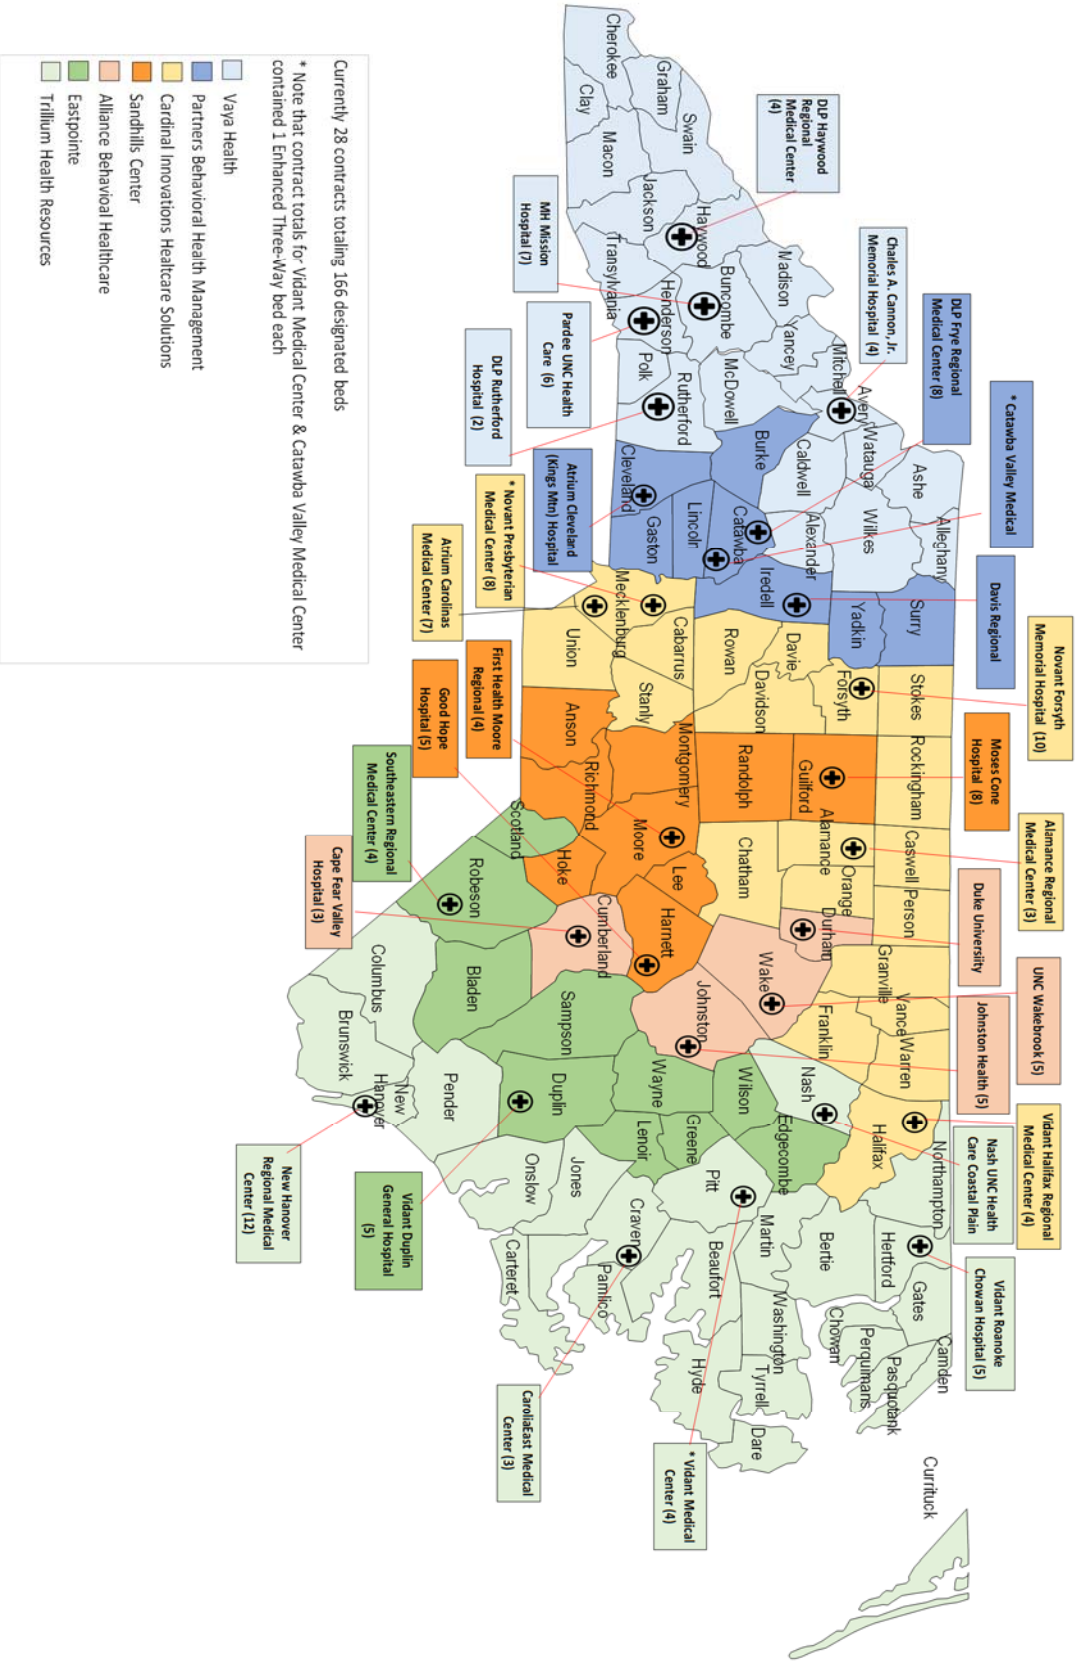 DLP Haywood
Regional
Medical Center
(4)
Charles A. Cannon, Jr.
Memorial Hospital (4)
DLP Frye Regional
Medical Center (8)
* Catawba Valley Medical
Davis Regional
Novant Forsyth
Memorial Hospital (10)
Moses Cone
Hospital (8)
Alamance Regional
Medical Center (3)
Duke Universiity
UNC Wakebrook (5)
Johnston Health (5)
Vidant Halifax Regional
Medical Center (4)
Nash UNC Health
Care Coastal Plain
Vidant Roanoke
Chowan Hospital (5)
Cherokee
Graham
Clay
Swain
Macon
Jackson
Haywood
Transylvania
Madison
Buncombe
Henderson
Yancey
Mitchell
Avery
McDowell
Polk
Rutherford
Burke
Cleveland
Watauga
Caldwell
Ashe
Alleghany
Wilkes
Alexander
Catawba
Lincoln
Gaston
Iredell
Surry
Yadkin
Mecklenburg
Cabarrus
Union
Rowan
Davie
Forsyth
Stokes
Davidson
Stanly
Anson
Rockingham
Guilford
Randolph
Montgomery
Richmond
Scotland
Moore
Hoke
Lee
Chatham
Alamance
Caswell
Orange
Person
Durham
Harnett
Cumberland
Robeson
Wake
Granville
Vance
Warren
Franklin
Johnston
Sampson
Bladen
Columbus
Brunswick
New
Hanover
Pender
Duplin
Wayne
Wilson
Nash
Halifax
Northampton
Edgecombe
Greene
Lenoir
Pitt
Jones
Onslow
Craven
Carteret
Pamlico
Beaufort
Martin
Bertie
Hertford
Gates
Chowan
Perquimans
Pasquotank
Camden
Washington
Tyrrell
Hyde
Dare
Currituck
MH Mission
Hospital (7)
Pardee UNC Health
Care (6)
DLP Rutherford
Hospital (2)
Atrium Cleveland
(Kings Mtn) Hospital
* Novant Presbyterian
Medical Center (8)
Atrium Carolinas
Medical Center (7)
First Health Moore
Regional (4)
Good Hope
Hospital (5)
Southeastern Regional
Medical Center (4)
Cape Fear Valley
Hospital (3)
New Hanover
Regional Medical
Center (12)
Vidant Duplin
General Hospital
(5)
CaroliaEast Medical
Center (3)
* Vidant Medical
Center (4)
Currently 28 contracts totaling 166 designated beds
* Note that contract totals for Vidant Medical Center & Catawba Valley Medical Center
contained 1 Enhanced Three-Way bed each
Vaya Health
Partners Behavioral Health Management
Cardinal Innovations Healtcare Solutions
Sandhills Center
Alliance Behavioal Healthcare
Eastpointe
Trillium Health Resources